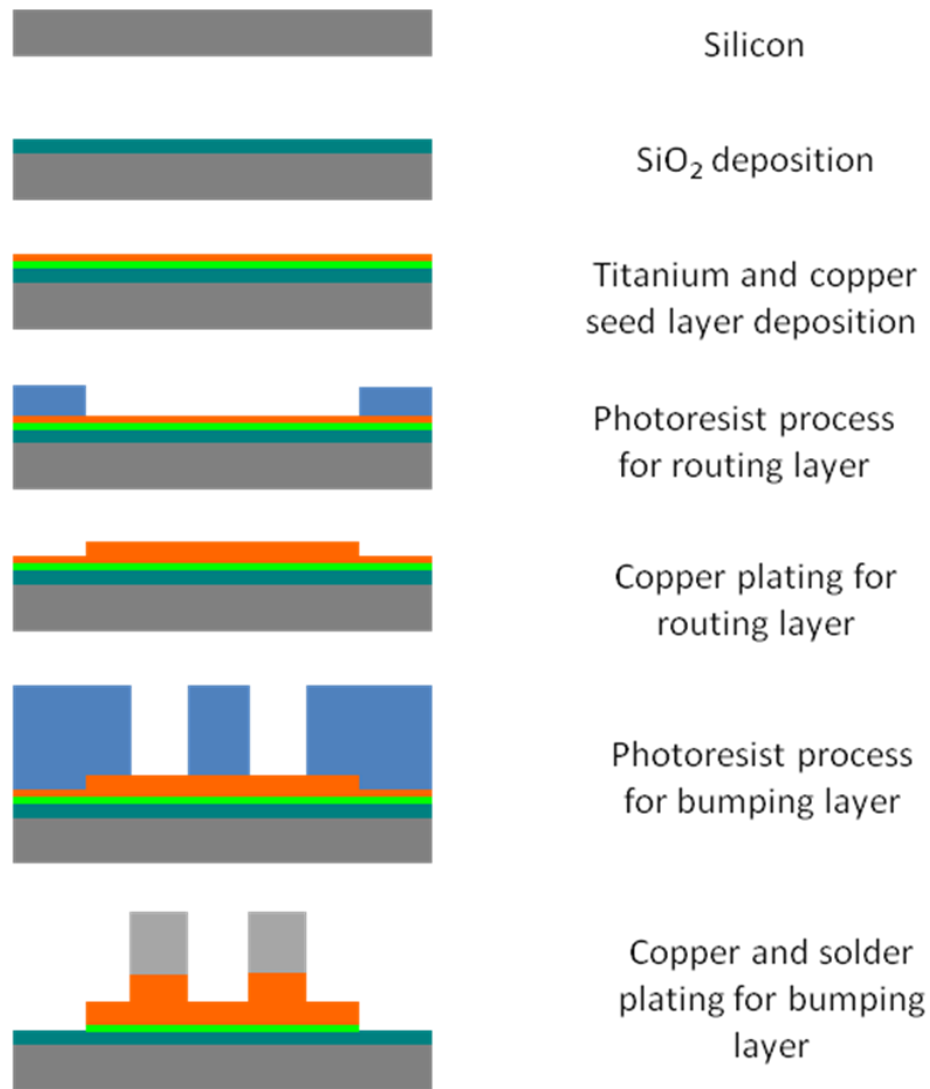 Silicon
SiO₂ deposition
Titanium and copper
seed layer deposition
Photoresist process
for routing layer
Copper plating for
routing layer
Photoresist process
for bumping layer
Copper and solder
plating for bumping
layer